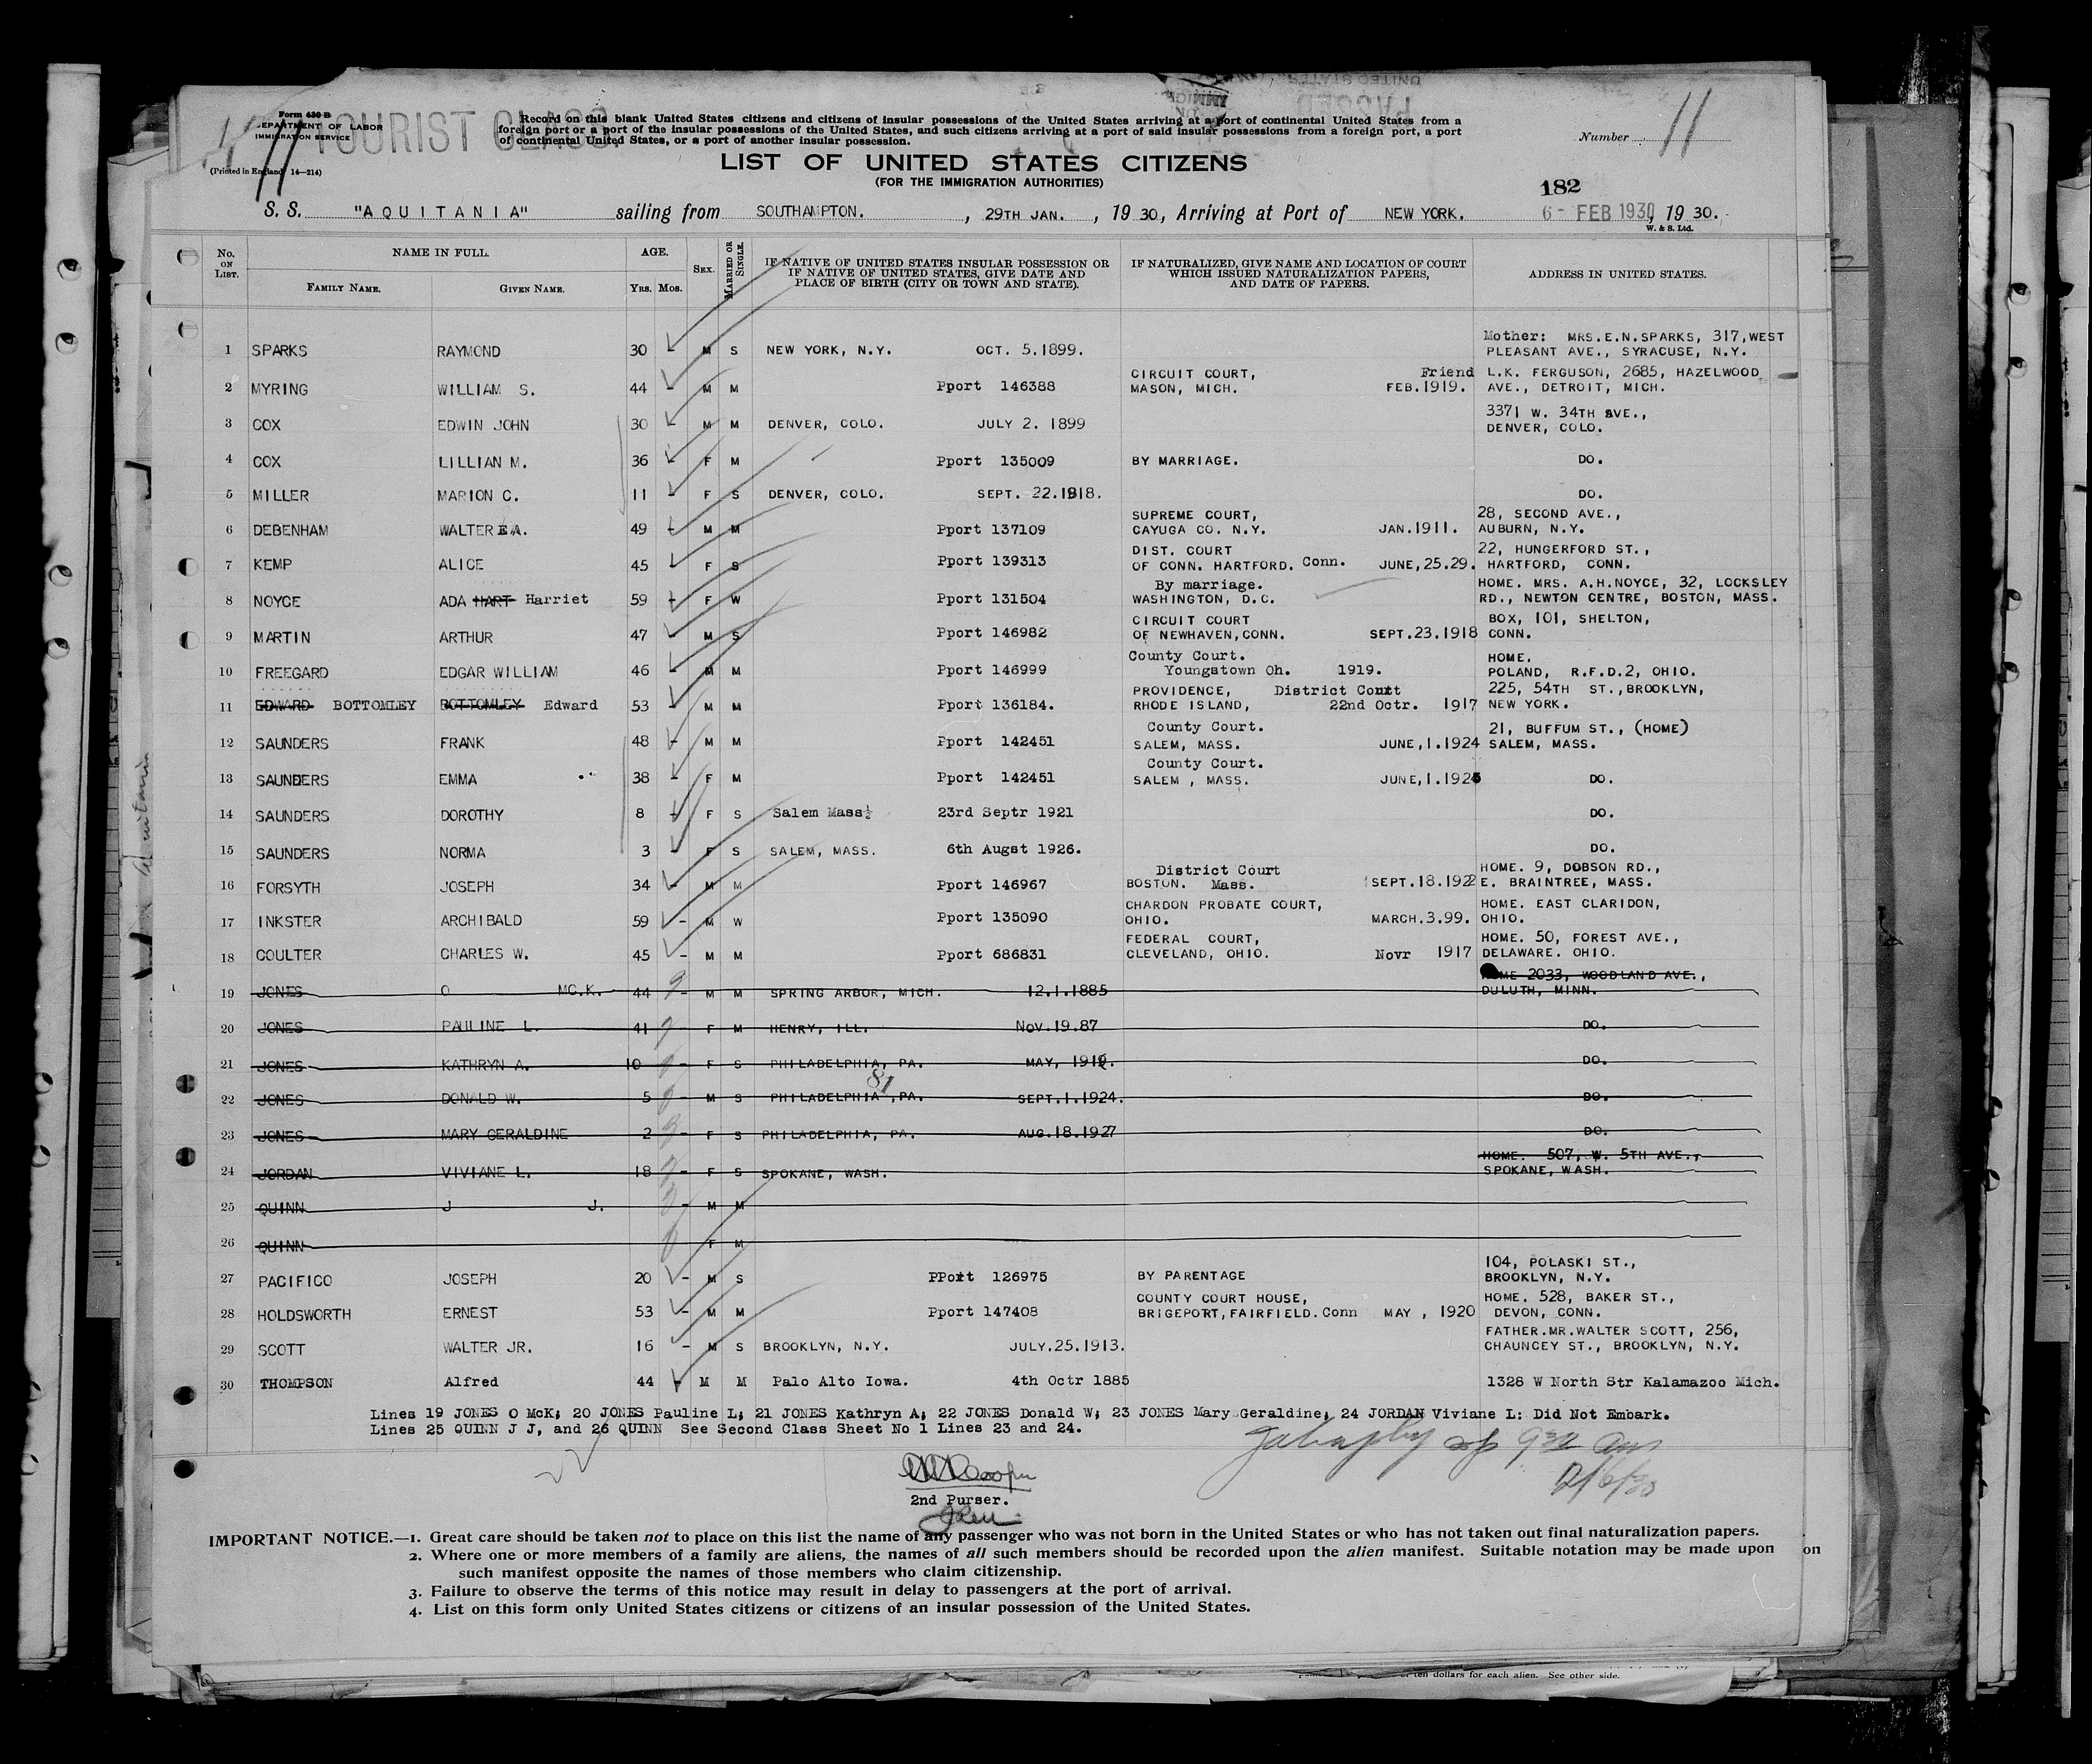 Form 430 B
DEPARTMENT OF LABOR
IMMIGRATION SERVICE
TOURIST CLASS
(Printed in England 14—214)
11
Record on this blank United States citizens and citizens of insular possessions of the United States arriving at a port of continental United States from a
foreign port or a port of the insular possessions of the United States, and such citizens arriving at a port of said insular possessions from a foreign port, a port
of continental United States, or a port of another insular possession.
Number 11
LIST OF UNITED STATES CITIZENS
(FOR THE IMMIGRATION AUTHORITIES)
182
S. S. "AQUITANIA" sailing from SOUTHAMPTON. , 29TH JAN. , 19 30, Arriving at Port of NEW YORK. 6- FEB 1930, 19 30.
W. & S. Ltd.
No. ON LIST. NAME IN FULL. AGE. SEX. MARRIED OR SINGLE. IF NATIVE OF UNITED STATES INSULAR POSSESSION OR IF NATIVE OF UNITED STATES, GIVE DATE AND PLACE OF BIRTH (CITY OR TOWN AND STATE). IF NATURALIZED, GIVE NAME AND LOCATION OF COURT WHICH ISSUED NATURALIZATION PAPERS, AND DATE OF PAPERS. ADDRESS IN UNITED STATES.
FAMILY NAME. GIVEN NAME. Yrs. Mos.
Mother: MRS.E.N.SPARKS, 317,WEST
1 SPARKS RAYMOND 30 - M S NEW YORK, N.Y. OCT. 5.1899. PLEASANT AVE., SYRACUSE, N.Y.
CIRCUIT COURT, Friend L.K. FERGUSON, 2685, HAZELWOOD
2 MYRING WILLIAM S. 44 - M M Pport 146388 MASON, MICH. FEB.1919. AVE., DETROIT, MICH.
3371 W. 34TH AVE.,
3 COX EDWIN JOHN 30 - M M DENVER, COLO. JULY 2. 1899 DENVER, COLO.
4 COX LILLIAN M. 36 - F M Pport 135009 BY MARRIAGE. DO.
5 MILLER MARION C. 11 - F S DENVER, COLO. SEPT. 22.1918. DO.
SUPREME COURT, 28, SECOND AVE.,
6 DEBENHAM WALTER E A. 49 - M M Pport 137109 CAYUGA CO. N.Y. JAN.1911. AUBURN, N.Y.
DIST. COURT 22, HUNGERFORD ST.,
7 KEMP ALICE 45 - F S Pport 139313 OF CONN. HARTFORD. Conn. JUNE,25.29. HARTFORD, CONN.
By marriage. HOME. MRS. A.H.NOYCE, 32, LOCKSLEY
8 NOYCE ADA HART Harriet 59 - F W Pport 131504 WASHINGTON, D.C. RD., NEWTON CENTRE, BOSTON, MASS.
CIRCUIT COURT BOX, 101, SHELTON,
9 MARTIN ARTHUR 47 - M S Pport 146982 OF NEWHAVEN,CONN. SEPT.23.1918 CONN.
County Court. HOME.
10 FREEGARD EDGAR WILLIAM 46 - M M Pport 146999 Youngstown Oh. 1919. POLAND, R.F.D.2, OHIO.
PROVIDENCE, District Court 225, 54TH ST.,BROOKLYN,
11 EDWARD BOTTOMLEY BOTTOMLEY Edward 53 - M M Pport 136184. RHODE ISLAND, 22nd Octr. 1917 NEW YORK.
County Court. 21, BUFFUM ST., (HOME)
12 SAUNDERS FRANK 48 - M M Pport 142451 SALEM, MASS. JUNE,1.1924 SALEM, MASS.
County Court.
13 SAUNDERS EMMA 38 - F M Pport 142451 SALEM , MASS. JUNE,1.192 DO.
14 SAUNDERS DOROTHY 8 - F S Salem Mass½ 23rd Septr 1921 DO.
15 SAUNDERS NORMA 3 - F S SALEM, MASS. 6th Augst 1926. DO.
District Court HOME. 9, DOBSON RD.,
16 FORSYTH JOSEPH 34 - M M Pport 146967 BOSTON. Mass. SEPT.18.1922 E. BRAINTREE, MASS.
CHARDON PROBATE COURT, HOME. EAST CLARIDON,
17 INKSTER ARCHIBALD 59 - M W Pport 135090 OHIO. MARCH.3.99. OHIO.
FEDERAL COURT, HOME. 50, FOREST AVE.,
18 COULTER CHARLES W. 45 - M M Pport 686831 CLEVELAND, OHIO. Novr 1917 DELAWARE. OHIO.
HOME 2033, WOODLAND AVE.,
19 JONES O MC.K. 44 - M M SPRING ARBOR, MICH. 12.1.1885 DULUTH, MINN.
20 JONES PAULINE L. 41 - F M HENRY, ILL. NOV.19.87 DO.
21 JONES KATHRYN A. 10 - F S PHILADELPHIA, PA. MAY, 1919. DO.
81
22 JONES DONALD W. 5 - M S PHILADELPHIA ,PA. SEPT.1.1924. DO.
23 JONES MARY GERALDINE 2 - F S PHILADELPHIA, PA. AUG.18.1927 DO.
HOME. 507, W. 5TH AVE.,
24 JORDAN VIVIANE L. 18 - F S SPOKANE, WASH. SPOKANE, WASH.
25 QUINN J J. - M M
26 QUINN F M
104, POLASKI ST.,
27 PACIFICO JOSEPH 20 - M S PPort 126975 BY PARENTAGE BROOKLYN, N.Y.
COUNTY COURT HOUSE, HOME. 528, BAKER ST.,
28 HOLDSWORTH ERNEST 53 - M M Pport 147408 BRIGEPORT,FAIRFIELD.Conn MAY , 1920 DEVON, CONN.
FATHER.MR.WALTER SCOTT, 256,
29 SCOTT WALTER JR. 16 - M S BROOKLYN, N.Y. JULY.25.1913. CHAUNCEY ST., BROOKLYN, N.Y.
30 THOMPSON Alfred 44 - M M Palo Alto Iowa. 4th Octr 1885 1328 W North Str Kalamazoo Mich.
Lines 19 JONES O McK; 20 JONES Pauline L; 21 JONES Kathryn A; 22 JONES Donald W; 23 JONES Mary Geraldine; 24 JORDAN Viviane L: Did Not Embark.
Lines 25 QUINN J J, and 26 QUINN See Second Class Sheet No 1 Lines 23 and 24.
2/6/30
2nd Purser.
IMPORTANT NOTICE.—1. Great care should be taken not to place on this list the name of any passenger who was not born in the United States or who has not taken out final naturalization papers.
2. Where one or more members of a family are aliens, the names of all such members should be recorded upon the alien manifest. Suitable notation may be made upon on
such manifest opposite the names of those members who claim citizenship.
3. Failure to observe the terms of this notice may result in delay to passengers at the port of arrival.
4. List on this form only United States citizens or citizens of an insular possession of the United States.
ten dollars for each alien. See other side.